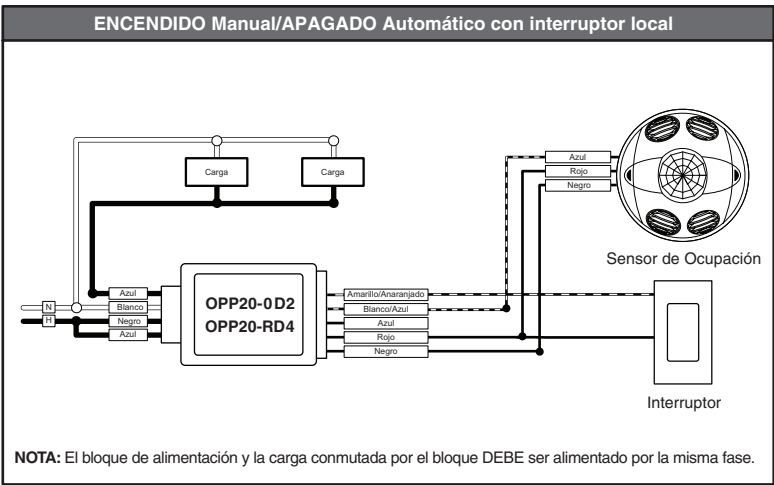 ENCENDIDO Manual/APAGADO Automático con interruptor local
Carga
Carga
Azul
Rojo
Negro
Sensor de Ocupación
Azul
N
Blanco
H
Negro
Azul
OPP20-0D2
OPP20-RD4
Amarillo/Anaranjado
Blanco/Azul
Azul
Rojo
Negro
Interruptor
NOTA: El bloque de alimentación y la carga conmutada por el bloque DEBE ser alimentado por la misma fase.